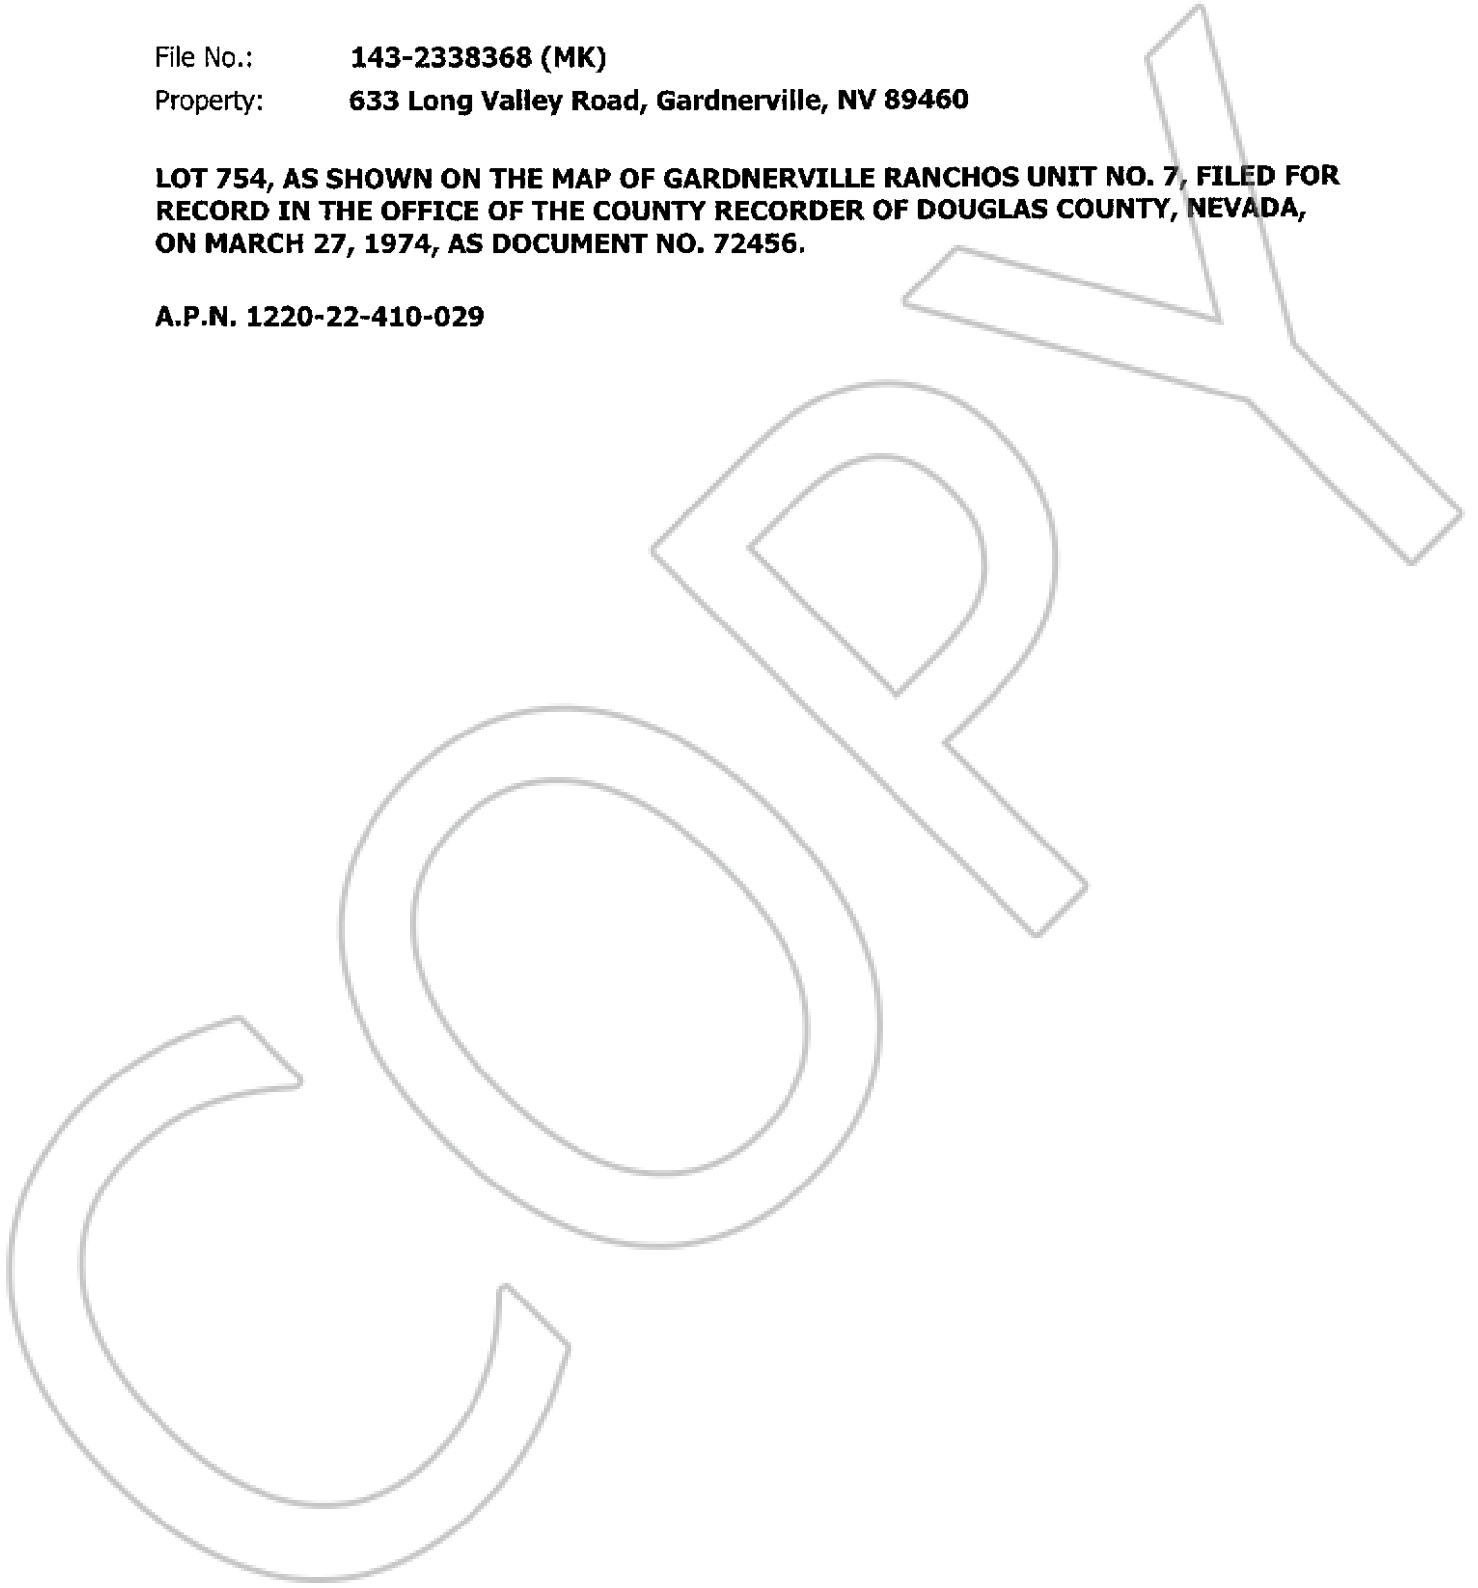 File No.: 143-2338368 (MK)
Property: 633 Long Valley Road, Gardnerville, NV 89460
LOT 754, AS SHOWN ON THE MAP OF GARDNERVILLE RANCHOS UNIT NO. 7, FILED FOR
RECORD IN THE OFFICE OF THE COUNTY RECORDER OF DOUGLAS COUNTY, NEVADA,
ON MARCH 27, 1974, AS DOCUMENT NO. 72456.
A.P.N. 1220-22-410-029
COPY